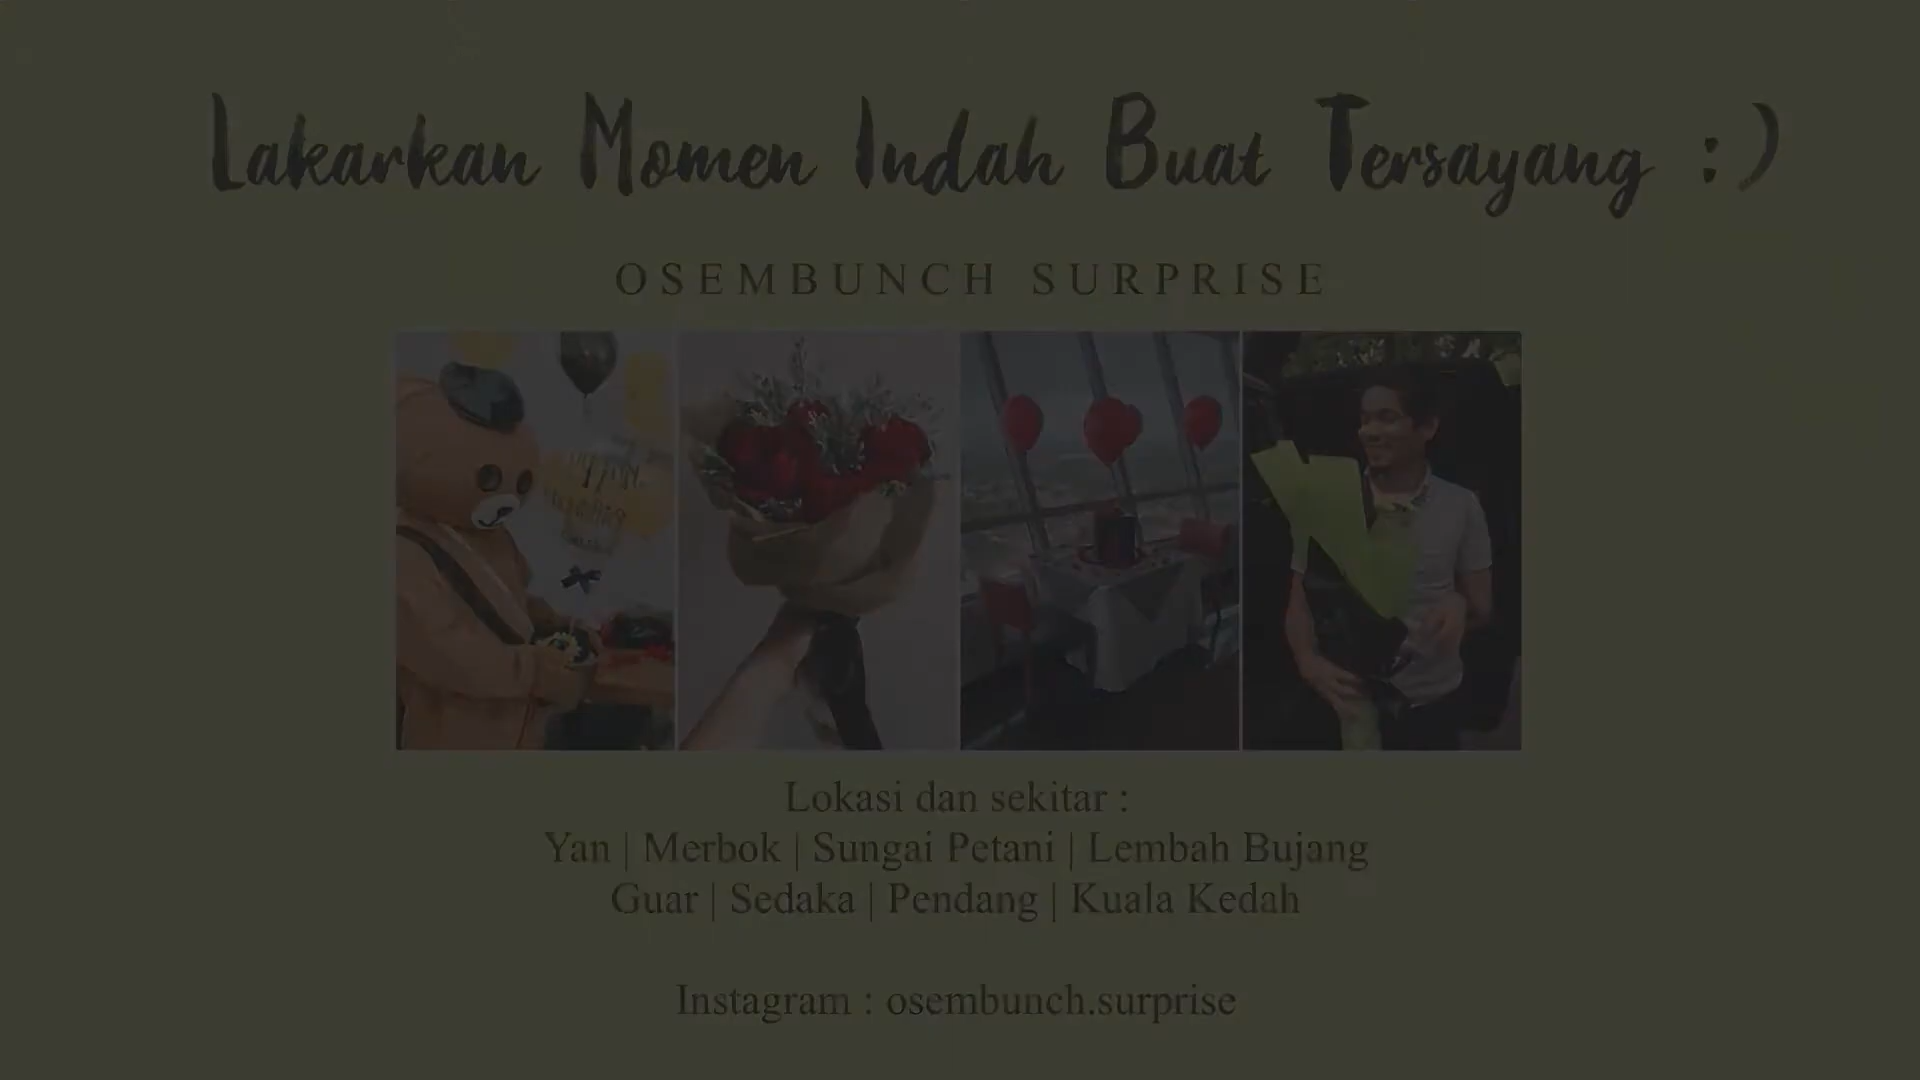 Lakarkan Momen Indah Buat Tersayang :)
OSEMBUNCH SURPRISE
Lokasi dan sekitar :
Yan | Merbok | Sungai Petani | Lembah Bujang
Guar | Sedaka | Pendang | Kuala Kedah
Instagram : osembunch.surprise